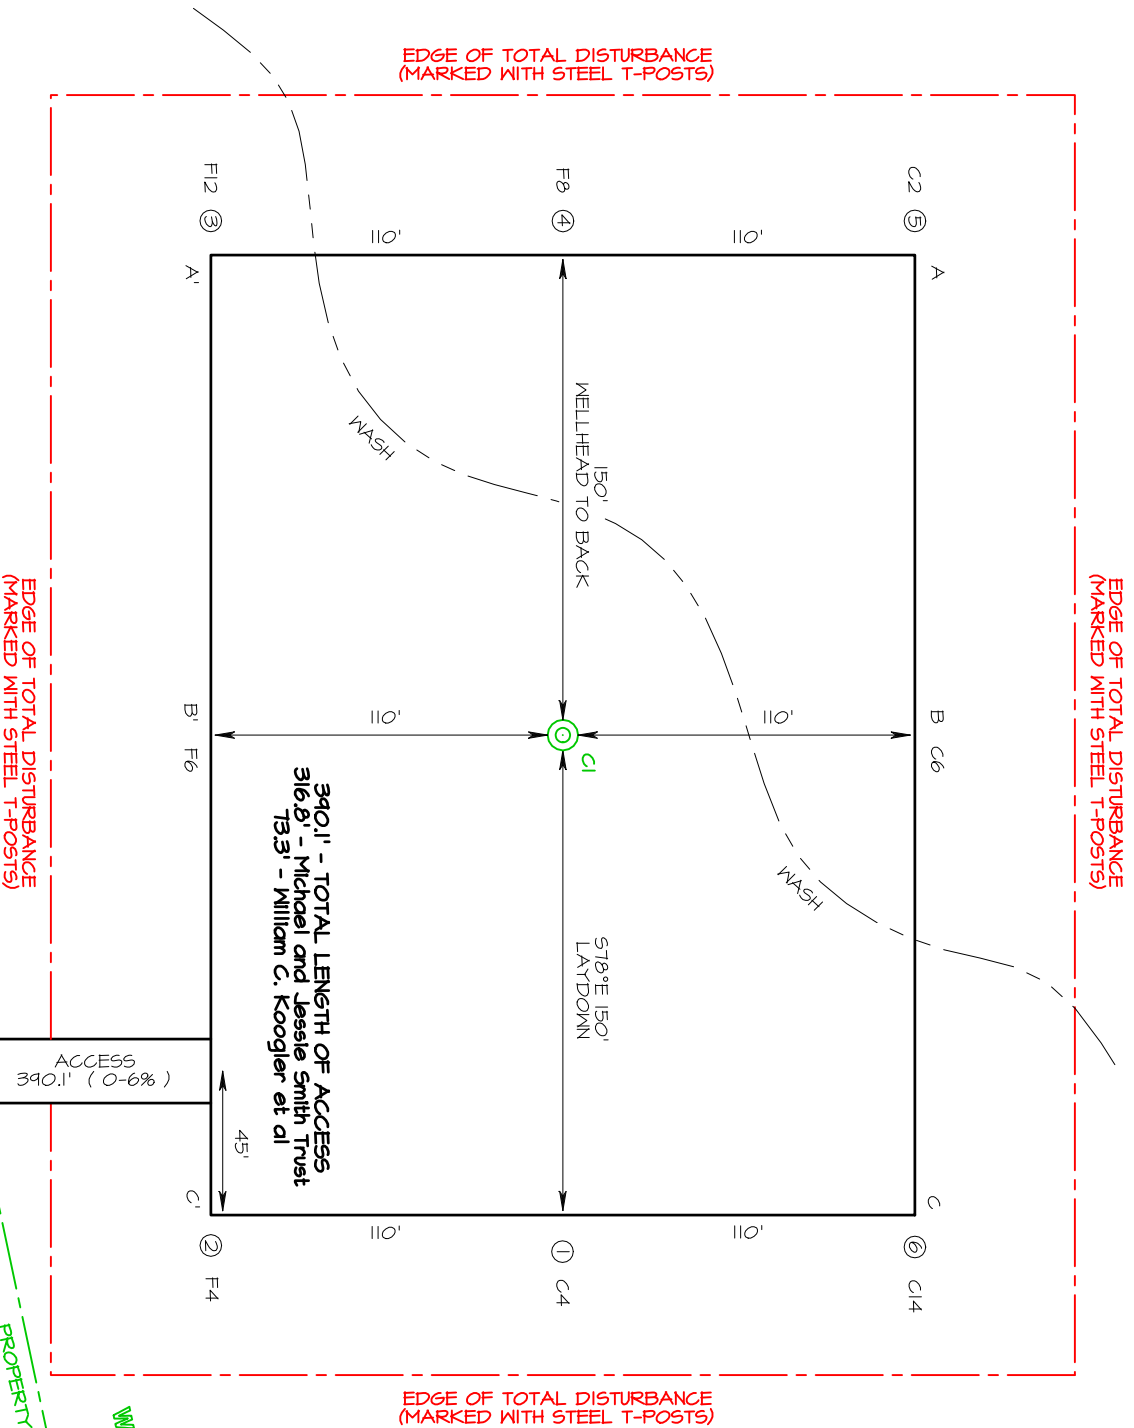 EDGE OF TOTAL DISTURBANCE
(MARKED WITH STEEL T-POSTS)
F12 3
F8 4
C2 5
110'
110'
A'
A
150'
WELLHEAD TO BACK
WASH
EDGE OF TOTAL DISTURBANCE
(MARKED WITH STEEL T-POSTS)
EDGE OF TOTAL DISTURBANCE
(MARKED WITH STEEL T-POSTS)
B' F6
110'
110'
B C6
C1
390.1' - TOTAL LENGTH OF ACCESS
316.8' - Michael and Jessie Smith Trust
73.3' - William C. Koogler et al
WASH
S78°E 150'
LAYDOWN
ACCESS
390.1' ( 0-6% )
45'
C'
C
110'
110'
2 F4
1 C4
6 C14
PROPERTY
W
EDGE OF TOTAL DISTURBANCE
(MARKED WITH STEEL T-POSTS)